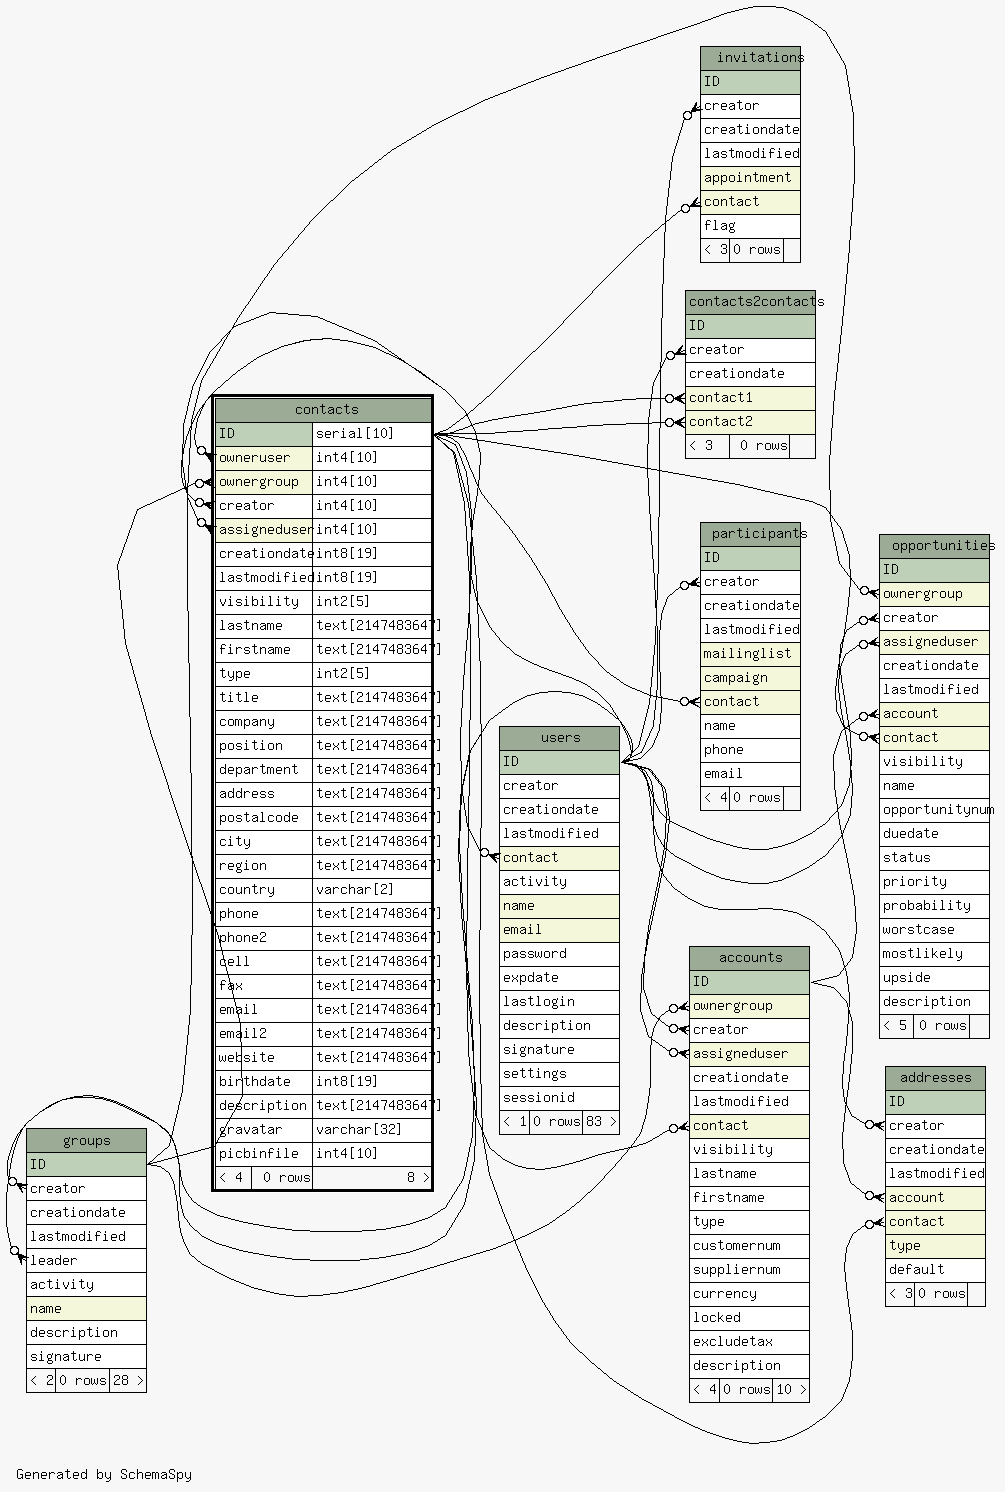 invitations
ID
creator
creationdate
lastmodified
appointment
contact
flag
< 3 0 rows
contacts2contacts
ID
creator
creationdate
contact1
contact2
< 3 0 rows
contacts
ID serial[10]
owneruser int4[10]
ownergroup int4[10]
creator int4[10]
assigneduser int4[10]
creationdate int8[19]
lastmodified int8[19]
visibility int2[5]
lastname text[2147483647]
firstname text[2147483647]
type int2[5]
title text[2147483647]
company text[2147483647]
position text[2147483647]
department text[2147483647]
address text[2147483647]
postalcode text[2147483647]
city text[2147483647]
region text[2147483647]
country varchar[2]
phone text[2147483647]
phone2 text[2147483647]
cell text[2147483647]
fax text[2147483647]
email text[2147483647]
email2 text[2147483647]
website text[2147483647]
birthdate int8[19]
description text[2147483647]
gravatar varchar[32]
picbinfile int4[10]
< 4 0 rows 8 >
participants
ID
creator
creationdate
lastmodified
mailinglist
campaign
contact
name
phone
email
< 4 0 rows
opportunities
ID
ownergroup
creator
assigneduser
creationdate
lastmodified
account
contact
visibility
name
opportunitynum
duedate
status
priority
probability
worstcase
mostlikely
upside
description
< 5 0 rows
users
ID
creator
creationdate
lastmodified
contact
activity
name
email
password
expdate
lastlogin
description
signature
settings
sessionid
< 1 0 rows 83 >
accounts
ID
ownergroup
creator
assigneduser
creationdate
lastmodified
contact
visibility
lastname
firstname
type
customernum
suppliernum
currency
locked
excludetax
description
< 4 0 rows 10 >
addresses
ID
creator
creationdate
lastmodified
account
contact
type
default
< 3 0 rows
groups
ID
creator
creationdate
lastmodified
leader
activity
name
description
signature
< 2 0 rows 28 >
Generated by SchemaSpy